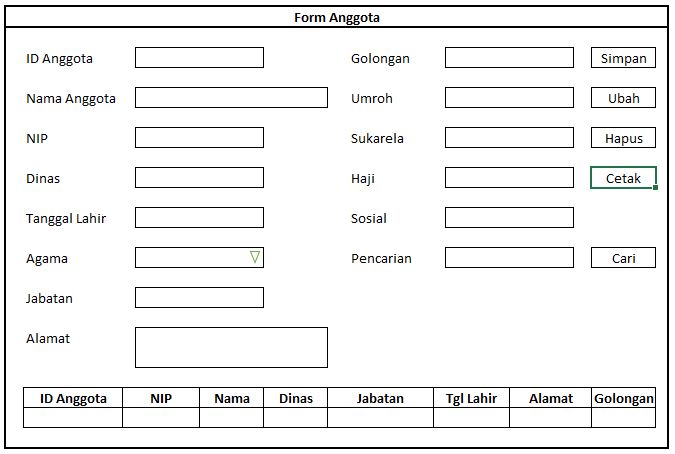 Form Anggota
ID Anggota Golongan Simpan
Nama Anggota Umroh Ubah
NIP Sukarela Hapus
Dinas Haji Cetak
Tanggal Lahir Sosial
Agama Pencarian Cari
Jabatan
Alamat
ID Anggota NIP Nama Dinas Jabatan Tgl Lahir Alamat Golongan